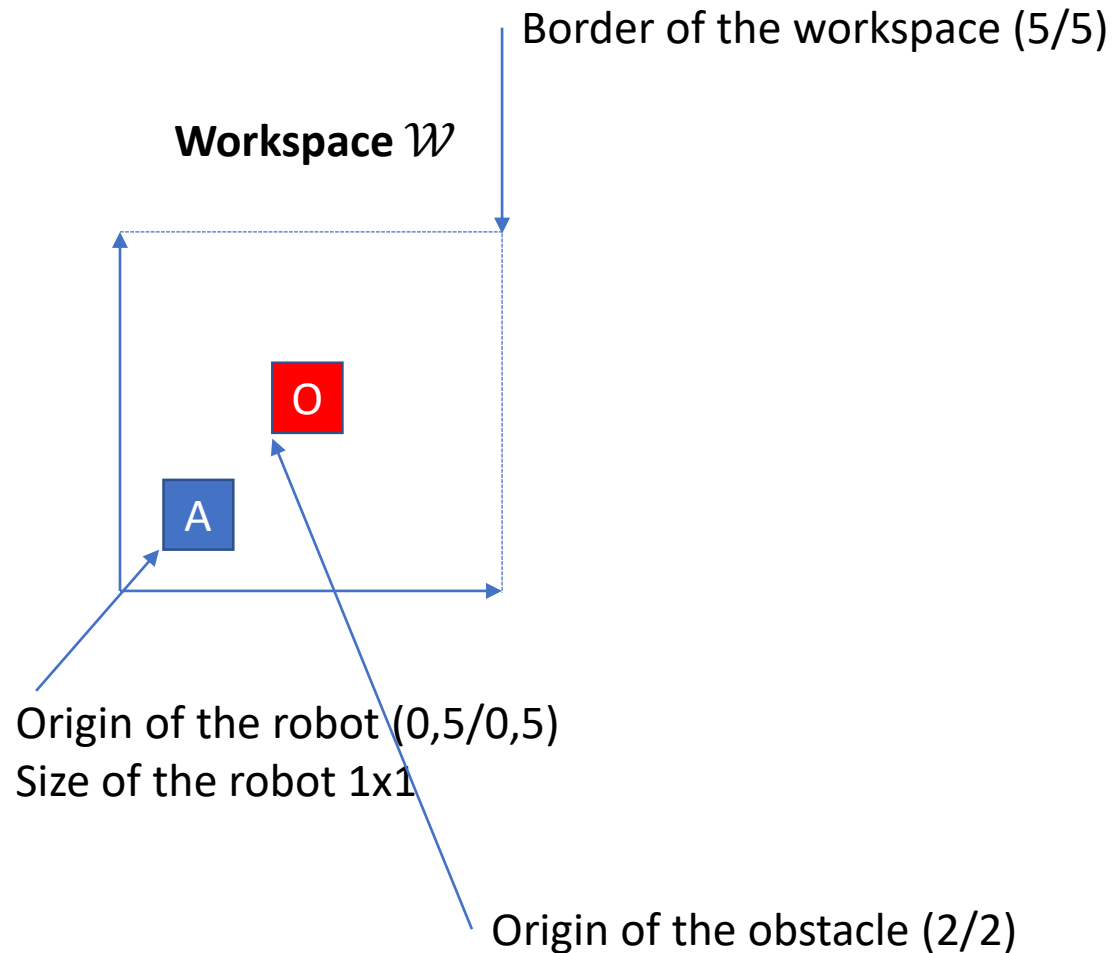 Border of the workspace (5/5)
Workspace 𝒲
O
A
Origin of the robot (0,5/0,5)
Size of the robot 1x1
Origin of the obstacle (2/2)